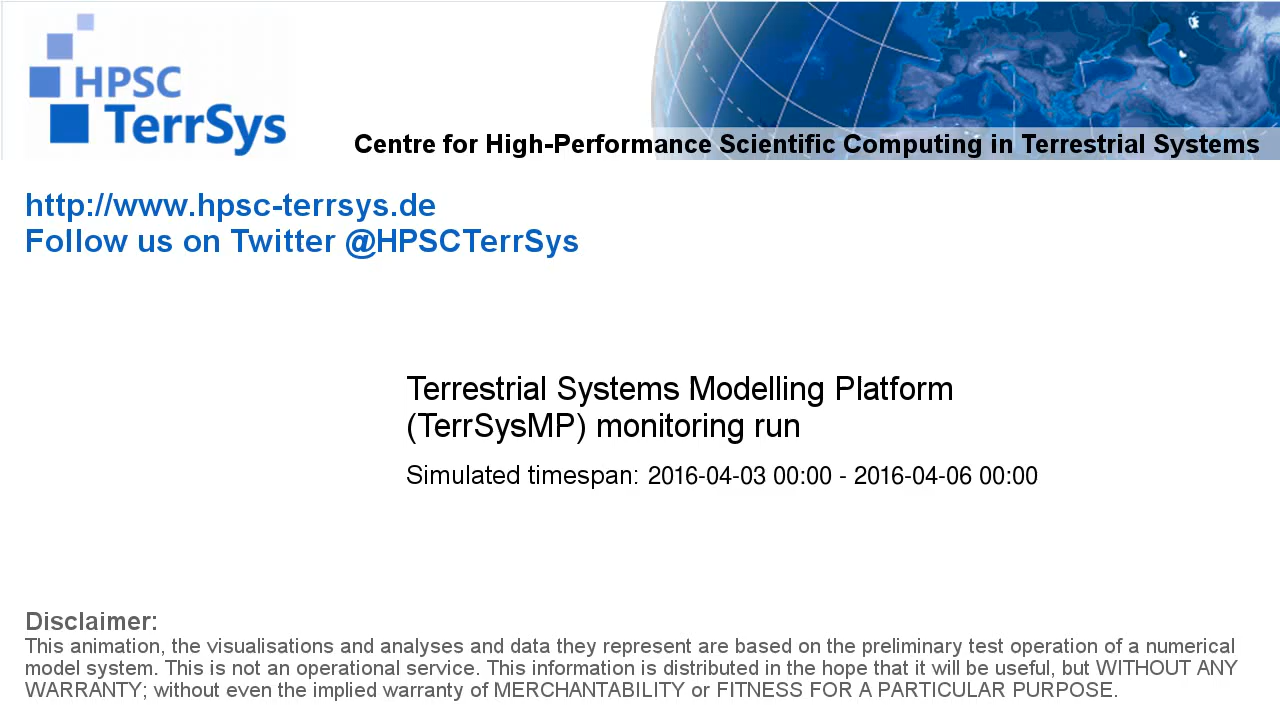 HPSC
TerrSys
Centre for High-Performance Scientific Computing in Terrestrial Systems
http://www.hpsc-terrsys.de
Follow us on Twitter @HPSCTerrSys
Terrestrial Systems Modelling Platform
(TerrSysMP) monitoring run
Simulated timespan: 2016-04-03 00:00 - 2016-04-06 00:00
Disclaimer:
This animation, the visualisations and analyses and data they represent are based on the preliminary test operation of a numerical
model system. This is not an operational service. This information is distributed in the hope that it will be useful, but WITHOUT ANY
WARRANTY; without even the implied warranty of MERCHANTABILITY or FITNESS FOR A PARTICULAR PURPOSE.